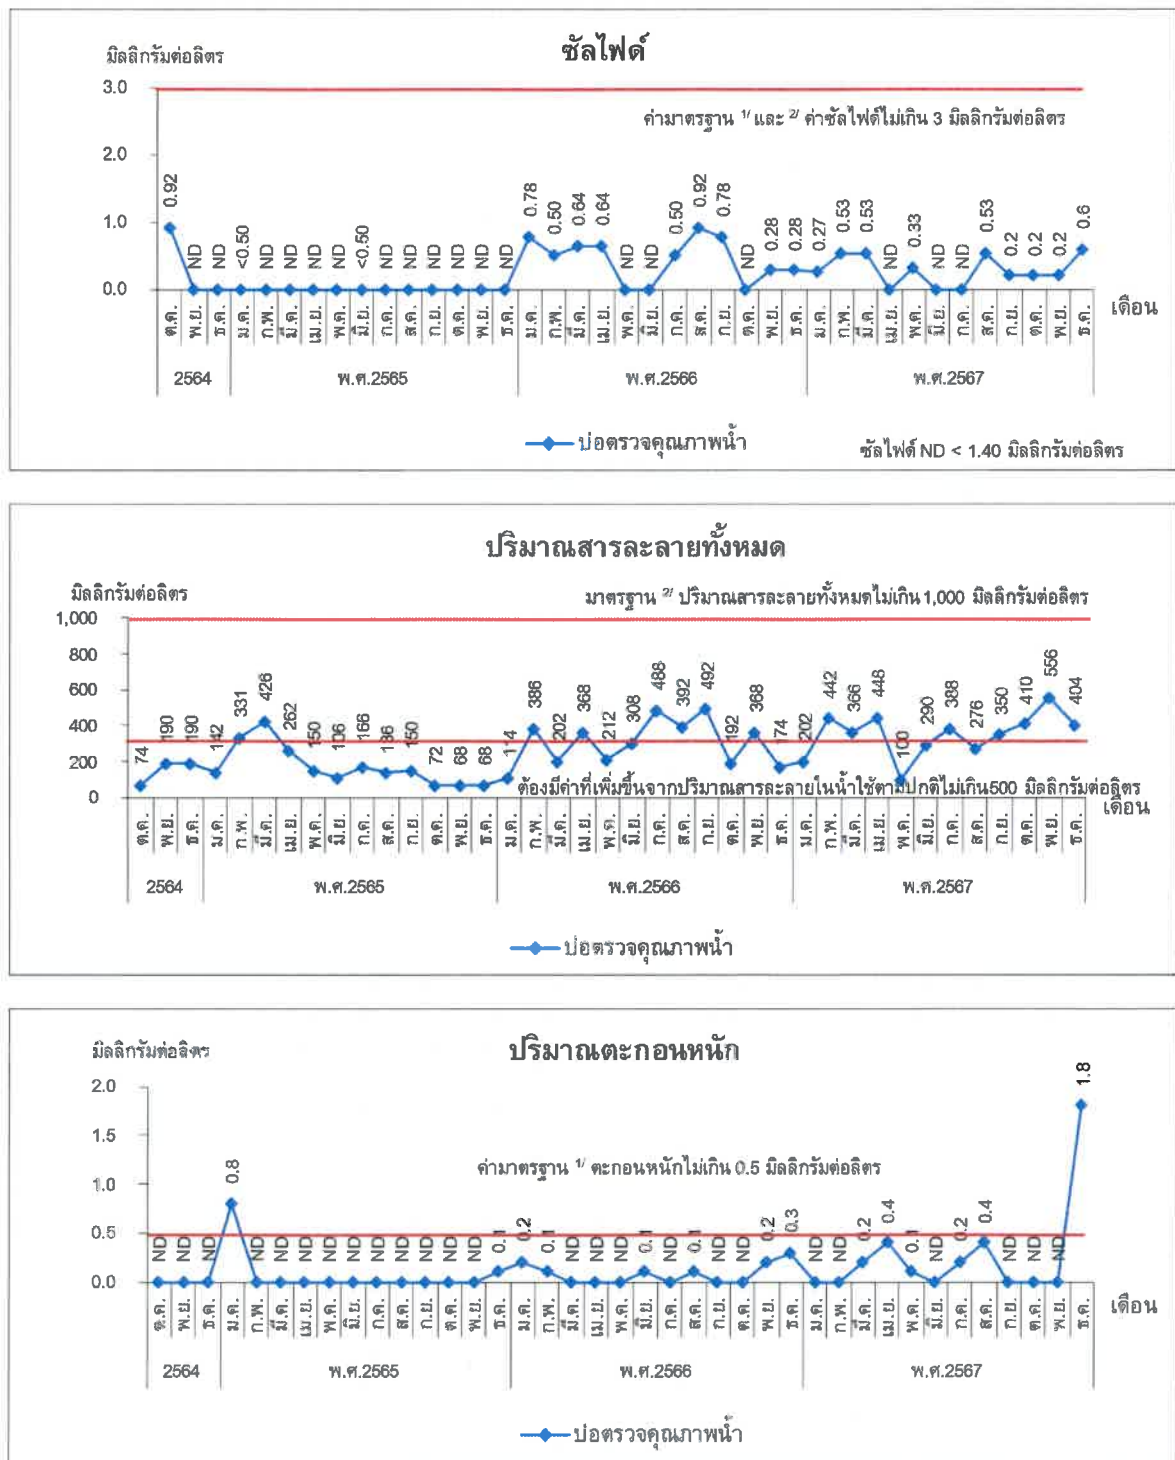 ซัลไฟด์
มิลลิกรัมต่อลิตร
ค่ามาตรฐาน 1/ และ 2/ ค่าซัลไฟด์ไม่เกิน 3 มิลลิกรัมต่อลิตร
3.0
2.0
1.0
0.0
0.92 ND ND <0.50 ND ND ND ND <0.50 ND ND ND ND ND ND 0.78 0.50 0.64 0.64 ND ND 0.50 0.92 0.78 ND 0.28 0.28 0.27 0.53 0.53 ND 0.33 ND ND 0.53 0.2 0.2 0.2 0.6
ต.ค. พ.ย. ธ.ค. ม.ค. ก.พ. มี.ค. เม.ย. พ.ค. มิ.ย. ก.ค. ส.ค. ก.ย. ต.ค. พ.ย. ธ.ค. ม.ค. ก.พ. มี.ค. เม.ย. พ.ค. มิ.ย. ก.ค. ส.ค. ก.ย. ต.ค. พ.ย. ธ.ค. ม.ค. ก.พ. มี.ค. เม.ย. พ.ค. มิ.ย. ก.ค. ส.ค. ก.ย. ต.ค. พ.ย. ธ.ค.
เดือน
2564 พ.ศ.2565 พ.ศ.2566 พ.ศ.2567
บ่อตรวจคุณภาพน้ำ
ซัลไฟด์ ND < 1.40 มิลลิกรัมต่อลิตร
ปริมาณสารละลายทั้งหมด
มิลลิกรัมต่อลิตร
มาตรฐาน 2/ ปริมาณสารละลายทั้งหมดไม่เกิน 1,000 มิลลิกรัมต่อลิตร
1,000
800
600
400
200
0
74 190 190 142 331 426 262 150 106 166 136 150 72 68 68 114 386 202 368 212 308 488 392 492 192 368 174 202 442 366 448 100 290 388 276 350 410 556 404
ต้องมีค่าที่เพิ่มขึ้นจากปริมาณสารละลายในน้ำใช้ตามปกติไม่เกิน500 มิลลิกรัมต่อลิตร
เดือน
ต.ค. พ.ย. ธ.ค. ม.ค. ก.พ. มี.ค. เม.ย. พ.ค. มิ.ย. ก.ค. ส.ค. ก.ย. ต.ค. พ.ย. ธ.ค. ม.ค. ก.พ. มี.ค. เม.ย. พ.ค. มิ.ย. ก.ค. ส.ค. ก.ย. ต.ค. พ.ย. ธ.ค. ม.ค. ก.พ. มี.ค. เม.ย. พ.ค. มิ.ย. ก.ค. ส.ค. ก.ย. ต.ค. พ.ย. ธ.ค.
2564 พ.ศ.2565 พ.ศ.2566 พ.ศ.2567
บ่อตรวจคุณภาพน้ำ
ปริมาณตะกอนหนัก
มิลลิกรัมต่อลิตร
ค่ามาตรฐาน 1/ ตะกอนหนักไม่เกิน 0.5 มิลลิกรัมต่อลิตร
2.0
1.5
1.0
0.5
0.0
ND ND ND 0.8 ND ND ND ND ND ND ND ND ND ND 0.1 0.2 0.1 ND ND ND 0.1 ND 0.1 ND ND 0.2 0.3 ND ND 0.2 0.4 0.1 ND 0.2 0.4 ND ND ND 1.8
ต.ค. พ.ย. ธ.ค. ม.ค. ก.พ. มี.ค. เม.ย. พ.ค. มิ.ย. ก.ค. ส.ค. ก.ย. ต.ค. พ.ย. ธ.ค. ม.ค. ก.พ. มี.ค. เม.ย. พ.ค. มิ.ย. ก.ค. ส.ค. ก.ย. ต.ค. พ.ย. ธ.ค. ม.ค. ก.พ. มี.ค. เม.ย. พ.ค. มิ.ย. ก.ค. ส.ค. ก.ย. ต.ค. พ.ย. ธ.ค.
เดือน
2564 พ.ศ.2565 พ.ศ.2566 พ.ศ.2567
บ่อตรวจคุณภาพน้ำ